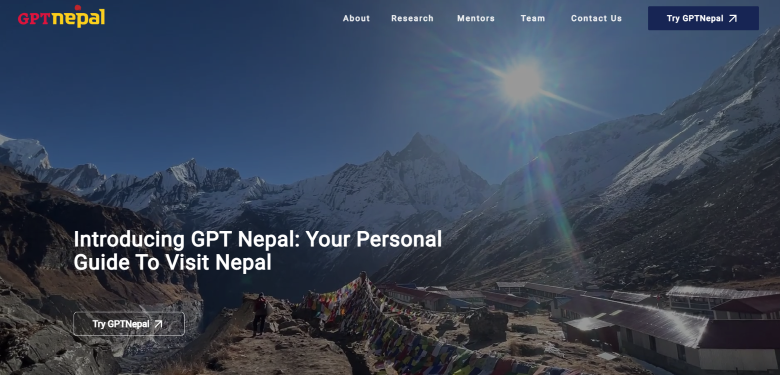 GPTnepal
About
Research
Mentors
Team
Contact Us
Try GPTNepal
Introducing GPT Nepal: Your Personal
Guide To Visit Nepal
Try GPTNepal